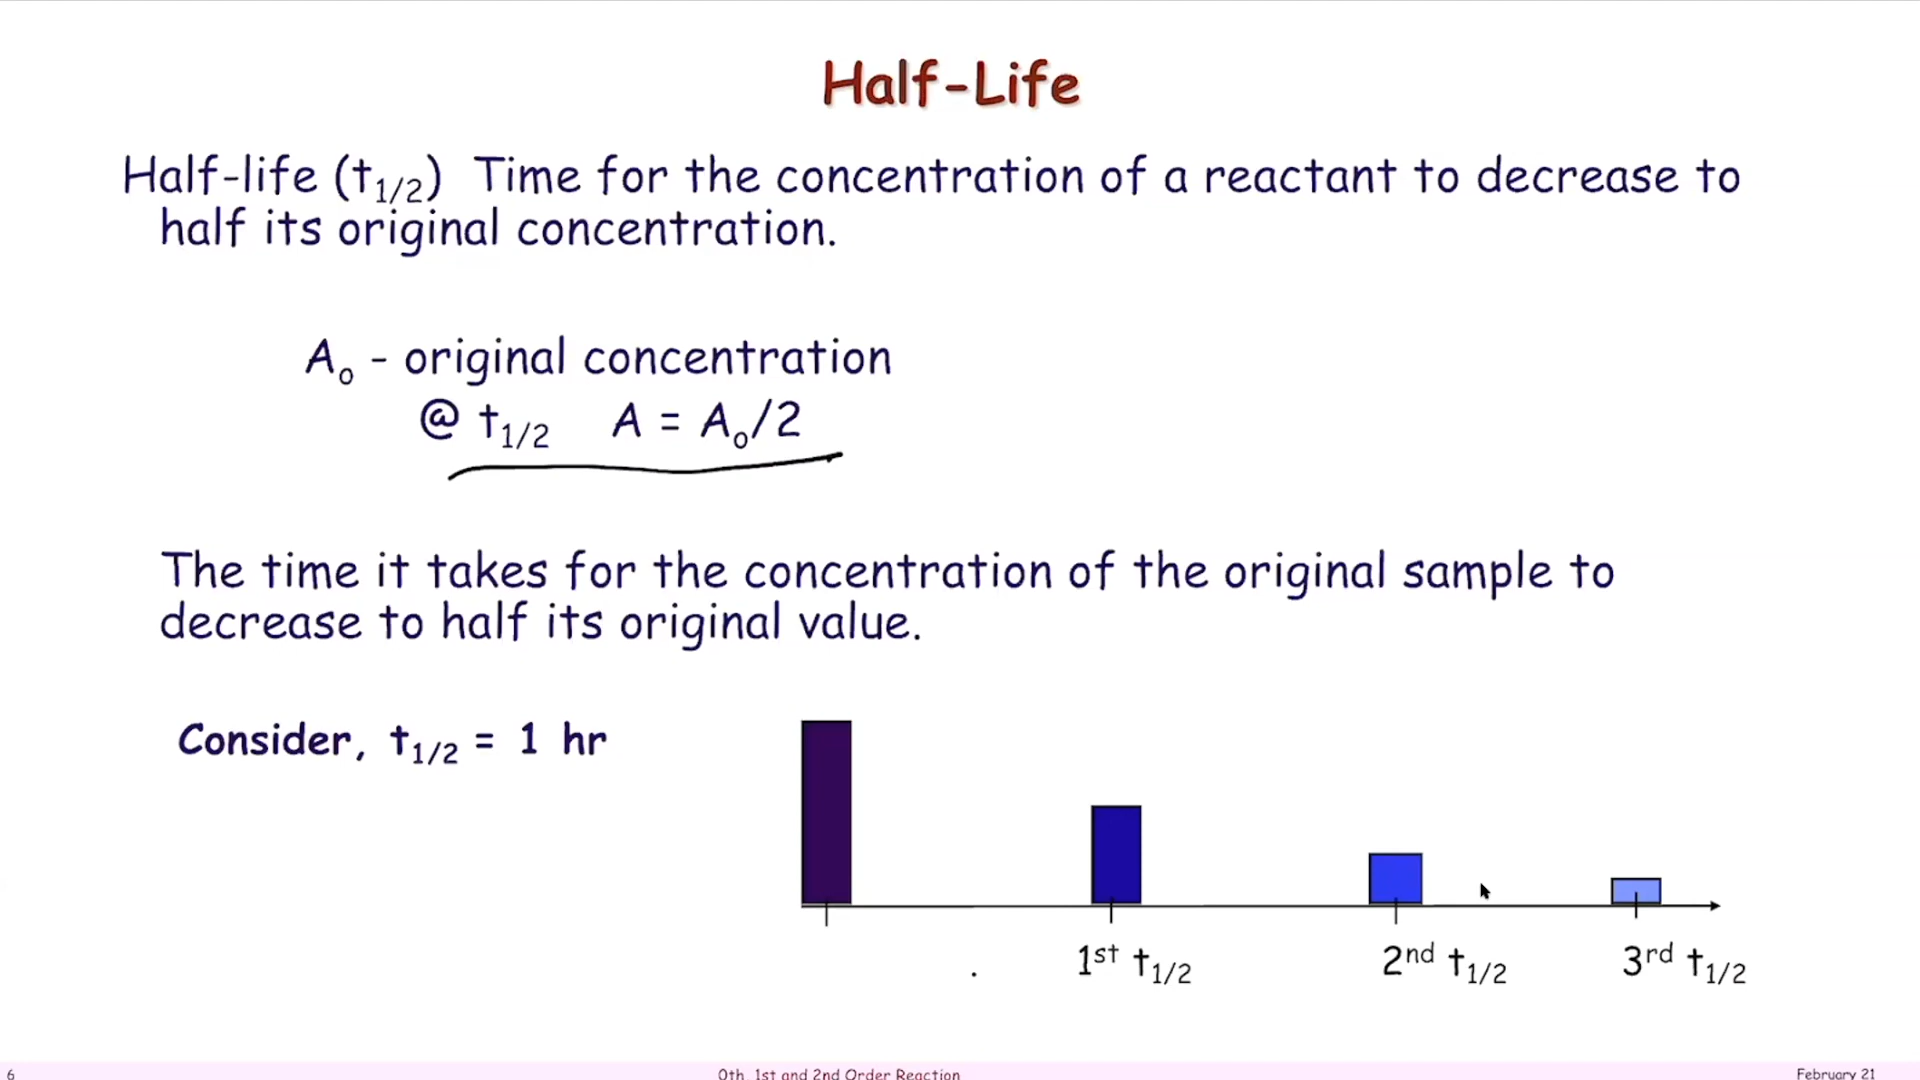 Half-Life
Half-life (t1/2)  Time for the concentration of a reactant to decrease to
half its original concentration.
Ao - original concentration
@ t1/2   A = Ao/2
The time it takes for the concentration of the original sample to
decrease to half its original value.
Consider, t1/2 = 1 hr
. 1st t1/2   2nd t1/2   3rd t1/2
6   0th, 1st and 2nd Order Reaction   February 21